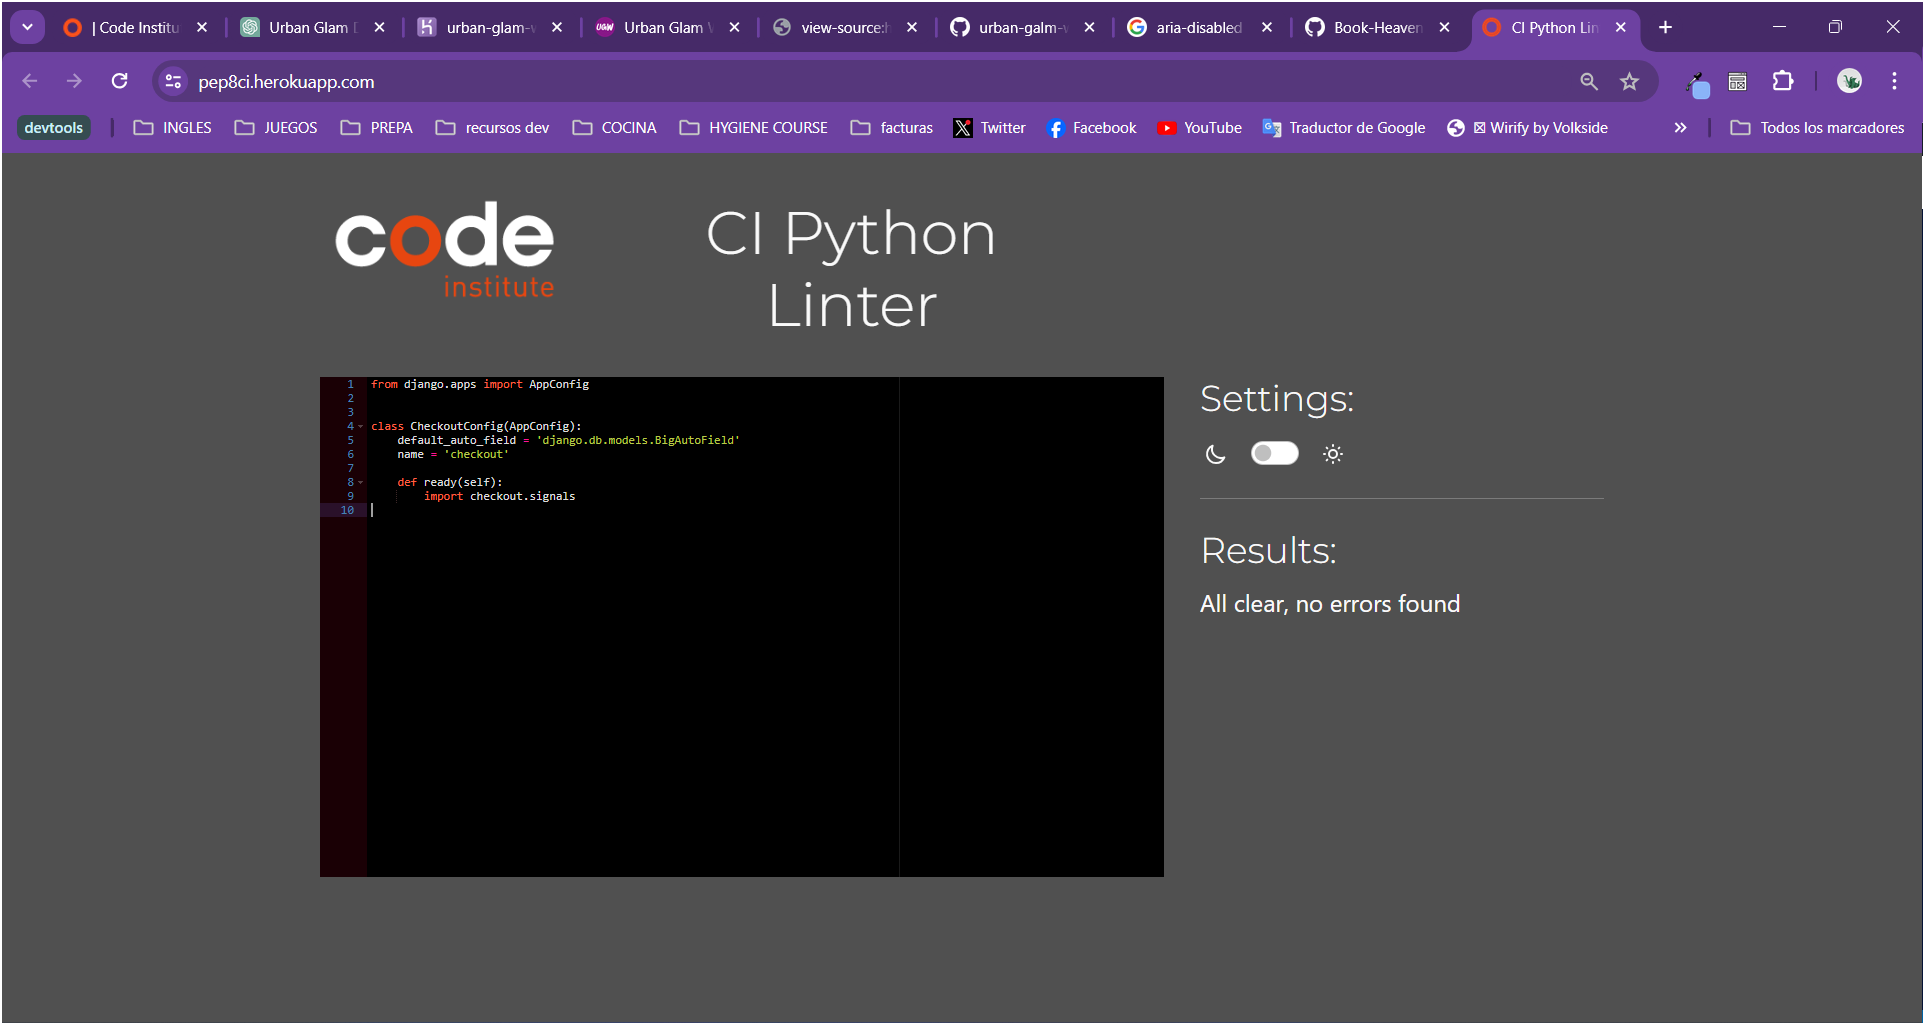 | Code Institu
Urban Glam
urban-glam-w
Urban Glam W
view-source:h
urban-galm-w
aria-disabled
Book-Heaven
CI Python Lin
pep8ci.herokuapp.com
devtools
INGLES
JUEGOS
PREPA
recursos dev
COCINA
HYGIENE COURSE
facturas
Twitter
Facebook
YouTube
Traductor de Google
Wirify by Volkside
Todos los marcadores
code
institute
CI Python
Linter
1 from django.apps import AppConfig
2
3
4 class CheckoutConfig(AppConfig):
5 default_auto_field = 'django.db.models.BigAutoField'
6 name = 'checkout'
7
8 def ready(self):
9 import checkout.signals
10
Settings:
Results:
All clear, no errors found